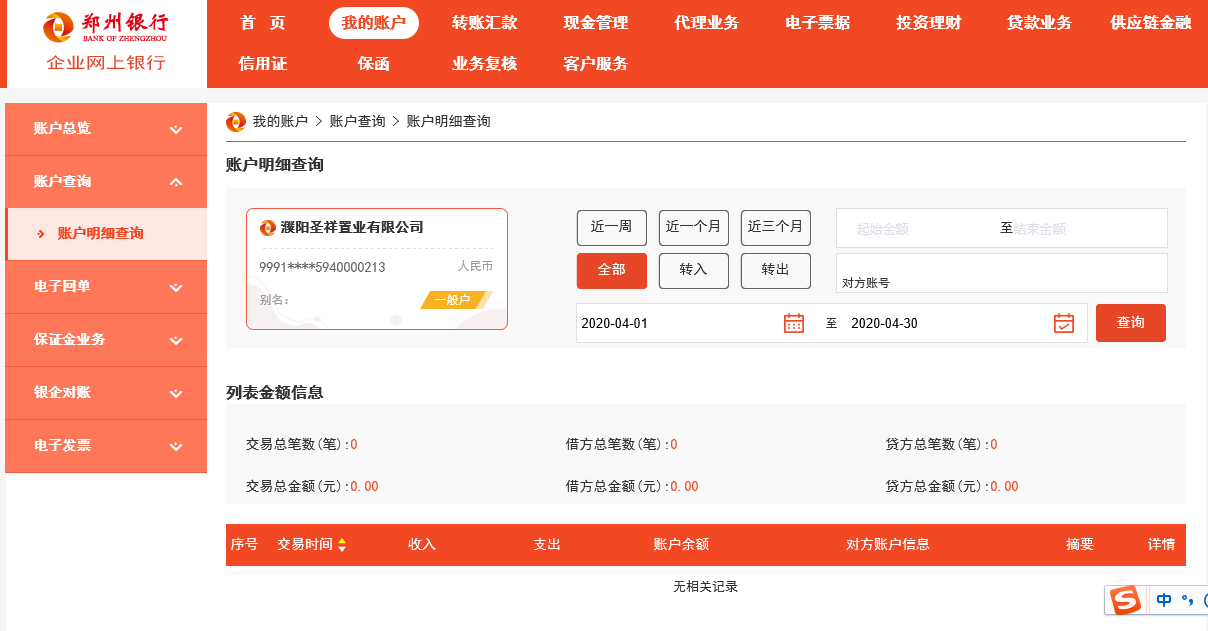 郑州银行
BANK OF ZHENGZHOU
企业网上银行
首 页 我的账户 转账汇款 现金管理 代理业务 电子票据 投资理财 贷款业务 供应链金融
信用证 保函 业务复核 客户服务
账户总览
账户查询
账户明细查询
电子回单
保证金业务
银企对账
电子发票
我的账户 > 账户查询 > 账户明细查询
账户明细查询
濮阳圣祥置业有限公司
9991****5940000213 人民币
别名:
一般户
近一周 近一个月 近三个月 起始金额 至 结束金额
全部 转入 转出 对方账号
2020-04-01 至 2020-04-30 查询
列表金额信息
交易总笔数(笔):0 借方总笔数(笔):0 贷方总笔数(笔):0
交易总金额(元):0.00 借方总金额(元):0.00 贷方总金额(元):0.00
序号 交易时间 收入 支出 账户余额 对方账户信息 摘要 详情
无相关记录
S 中 °,